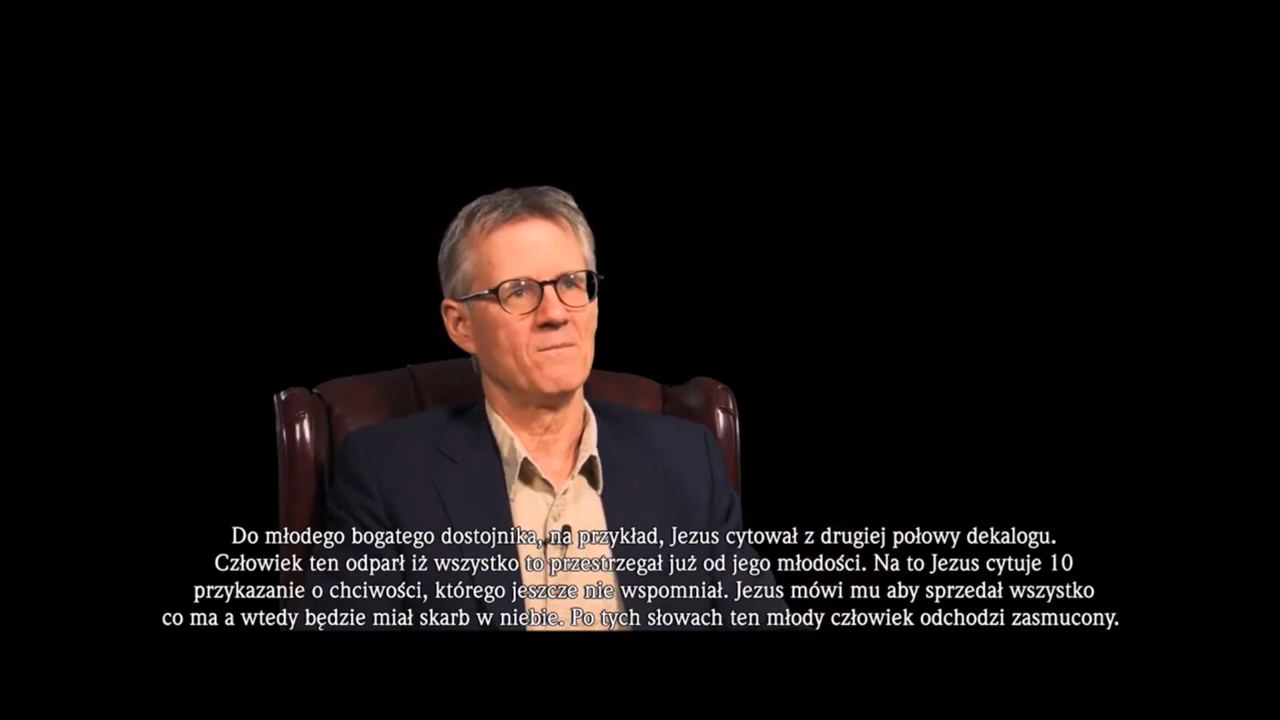 Do młodego bogatego dostojnika, na przykład, Jezus cytował z drugiej połowy dekalogu.
Człowiek ten odparł iż wszystko to przestrzegał już od jego młodości. Na to Jezus cytuje 10
przykazanie o chciwości, którego jeszcze nie wspomniał. Jezus mówi mu aby sprzedał wszystko
co ma a wtedy będzie miał skarb w niebie. Po tych słowach ten młody człowiek odchodzi zasmucony.